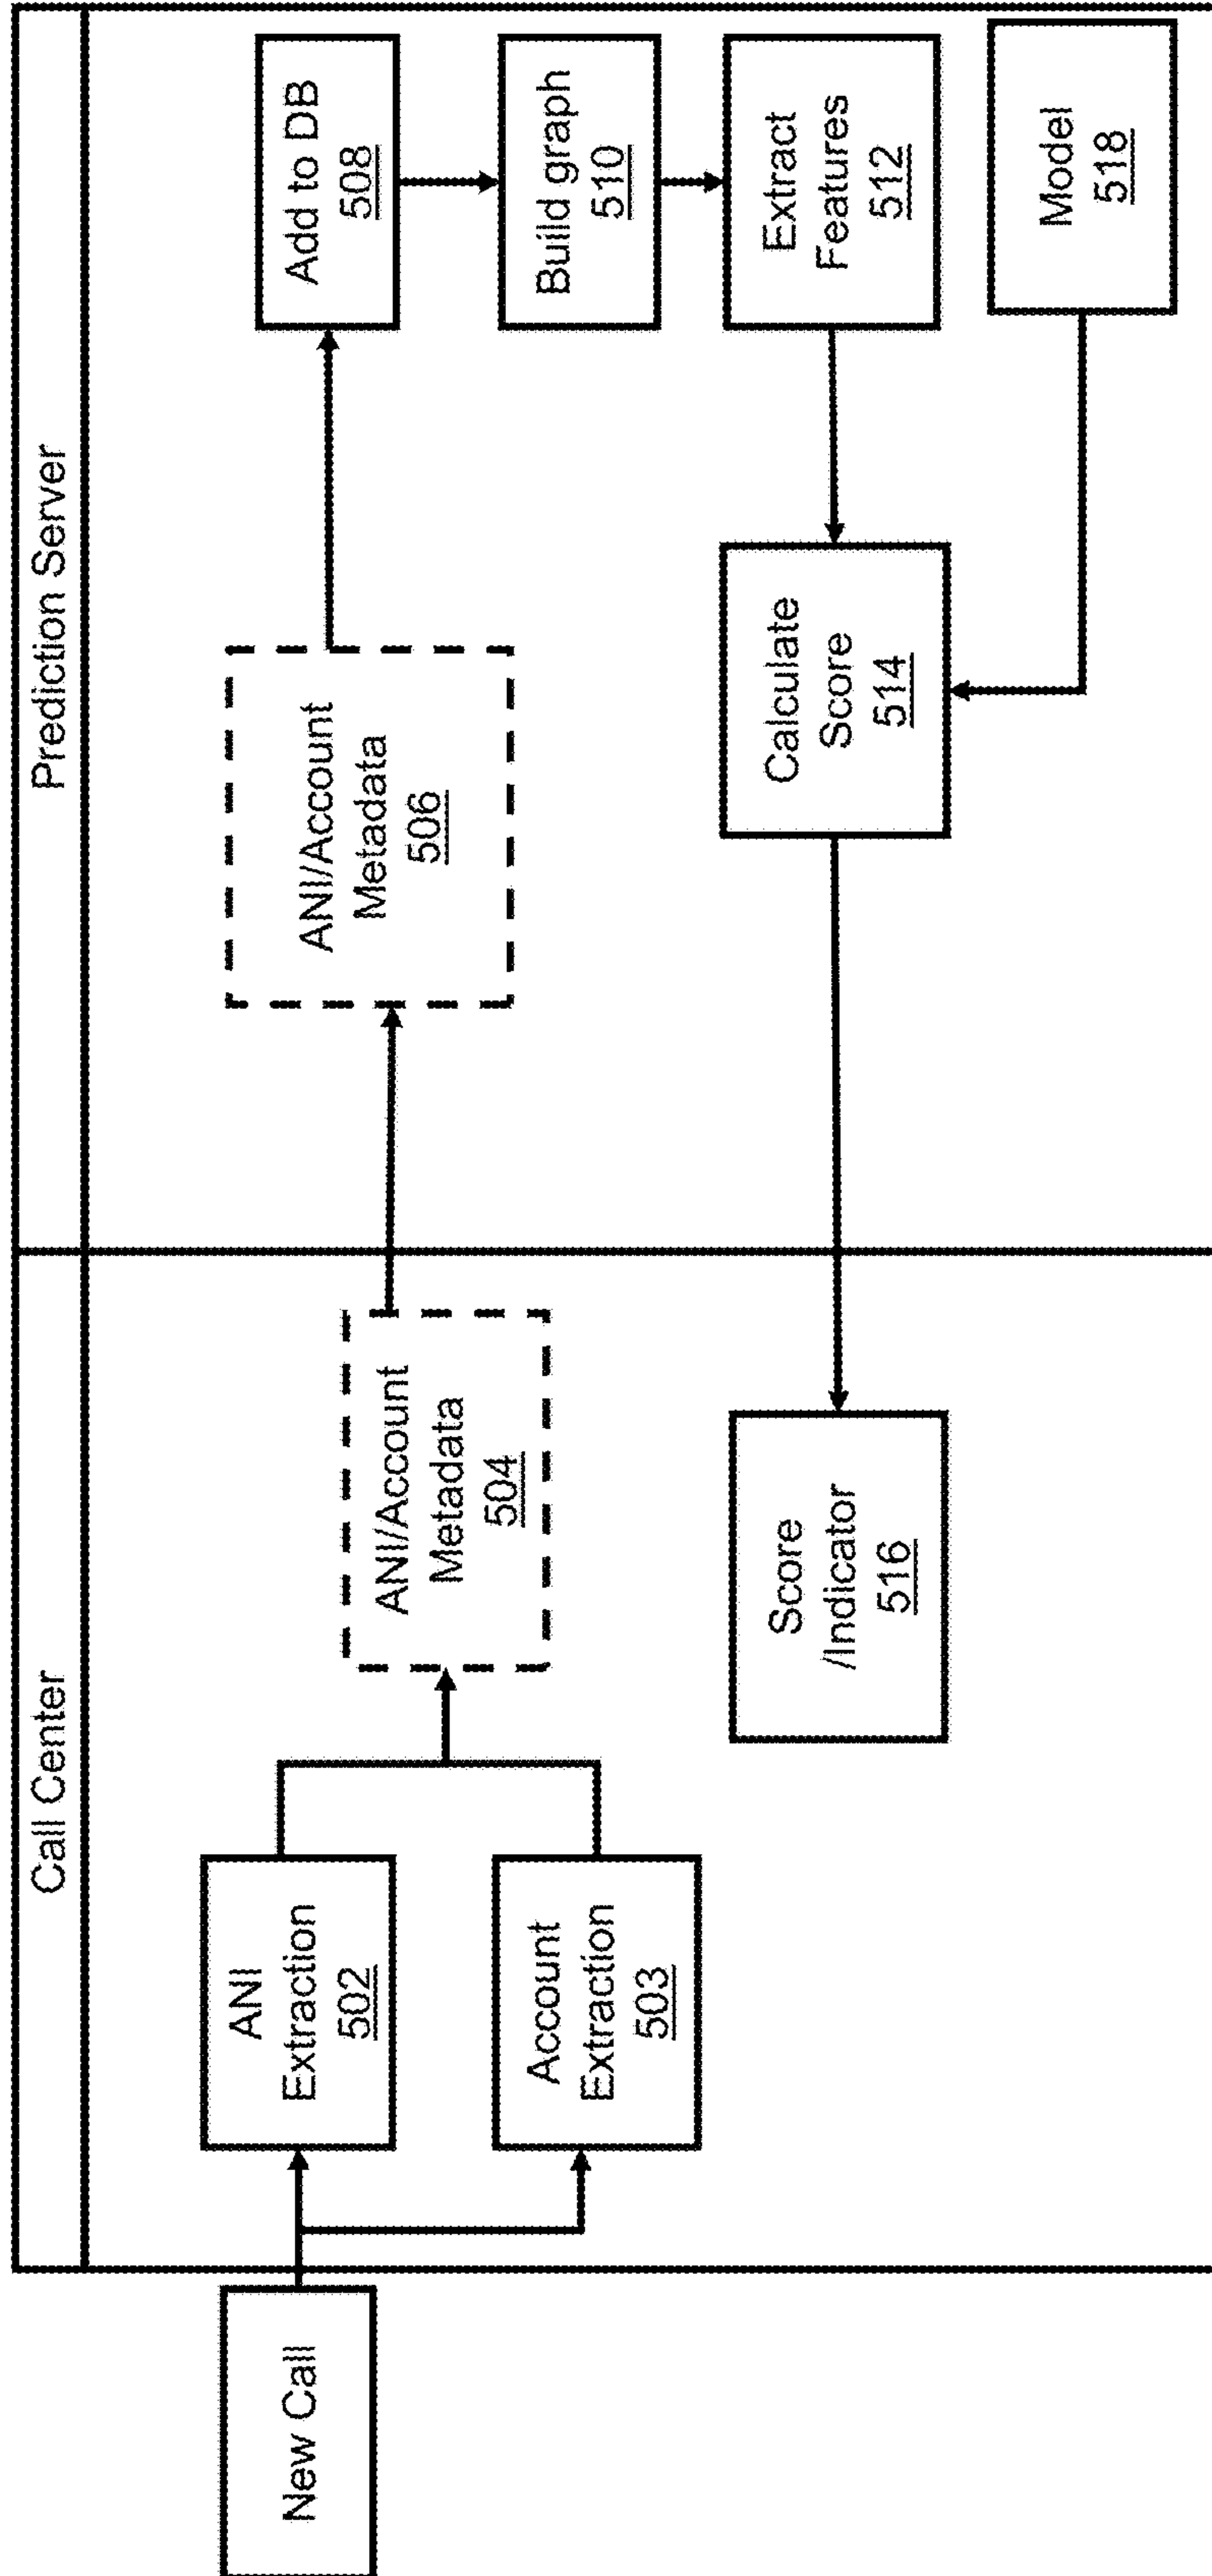 Call Center
Prediction Server
New Call
ANI
Extraction
502
Account
Extraction
503
ANI/Account
Metadata
504
ANI/Account
Metadata
506
Add to DB
508
Build graph
510
Extract
Features
512
Calculate
Score
514
Score
/Indicator
516
Model
518